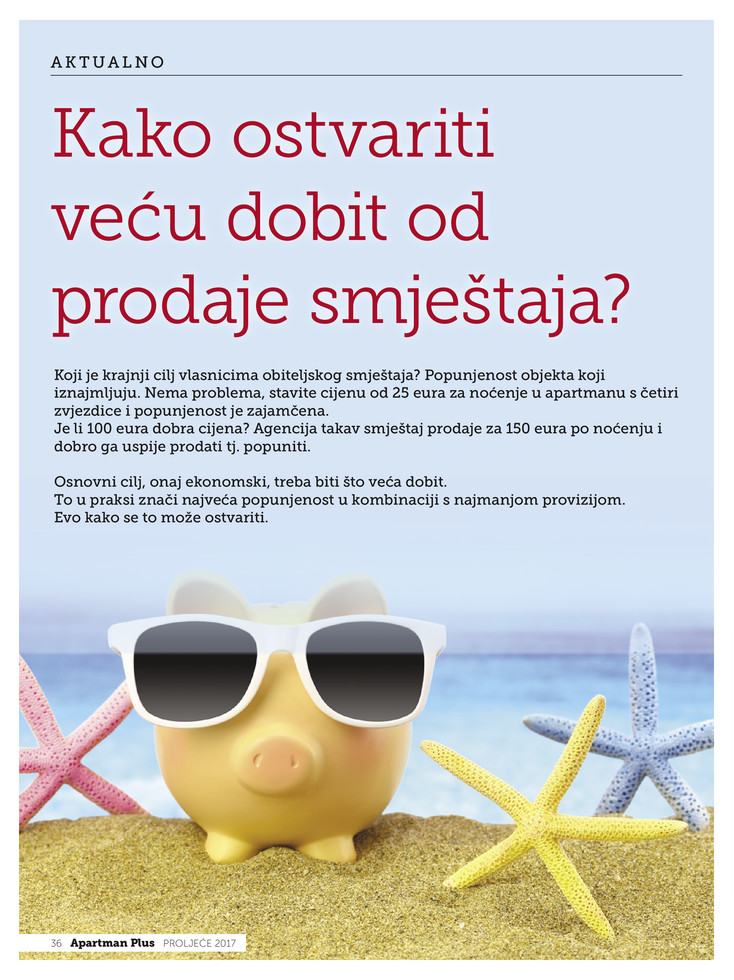 AKTUALNO
Kako ostvariti
veću dobit od
prodaje smještaja?
Koji je krajnji cilj vlasnicima obiteljskog smještaja? Popunjenost objekta koji
iznajmljuju. Nema problema, stavite cijenu od 25 eura za noćenje u apartmanu s četiri
zvjezdice i popunjenost je zajamčena.
Je li 100 eura dobra cijena? Agencija takav smještaj prodaje za 150 eura po noćenju i
dobro ga uspije prodati tj. popuniti.
Osnovni cilj, onaj ekonomski, treba biti što veća dobit.
To u praksi znači najveća popunjenost u kombinaciji s najmanjom provizijom.
Evo kako se to može ostvariti.
36 Apartman Plus PROLJEĆE 2017